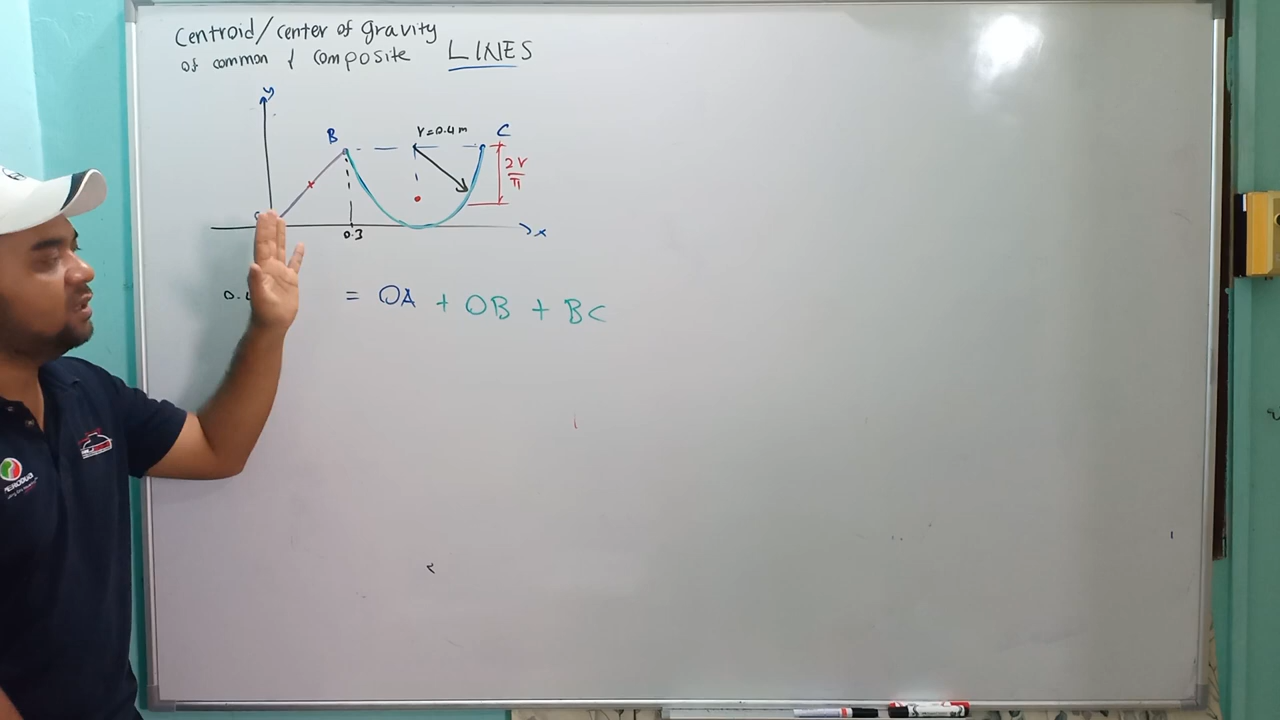 Centroid/center of gravity
of common & composite LINES
y
B
r=0.4m
C
2r
π
0.3
x
= OA + OB + BC